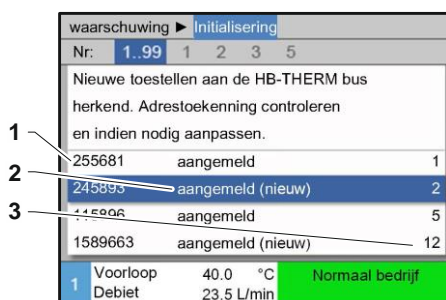 waarschuwing ► Initialisering
Nr: 1..99 1 2 3 5
Nieuwe toestellen aan de HB-THERM bus
herkend. Adrestoekenning controleren
en indien nodig aanpassen.
1
255681 aangemeld 1
2
245893 aangemeld (nieuw) 2
3
115896 aangemeld 5
1589663 aangemeld (nieuw) 12
1 Voorloop 40.0 °C Normaal bedrijf
Debiet 23.5 L/min